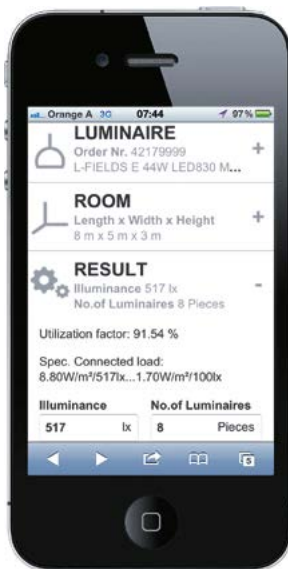 Orange A 3G 07:44 97%
LUMINAIRE
Order Nr. 42179999
L-FIELDS E 44W LED830 M...
+
ROOM
Length x Width x Height
8 m x 5 m x 3 m
+
RESULT
Illuminance 517 lx
No.of Luminaires 8 Pieces
-
Utilization factor: 91.54 %
Spec. Connected load:
8.80W/m²/517lx...1.70W/m²/100lx
Illuminance No.of Luminaires
517 lx 8 Pieces
5